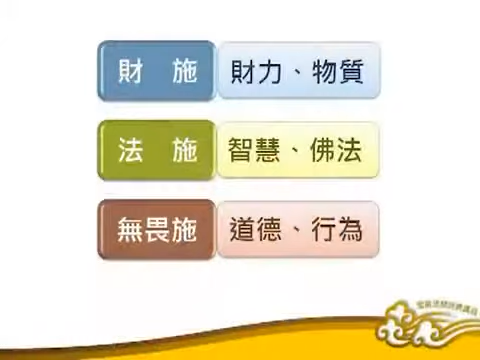 財 施 財力、物質
法 施 智慧、佛法
無畏施 道德、行為